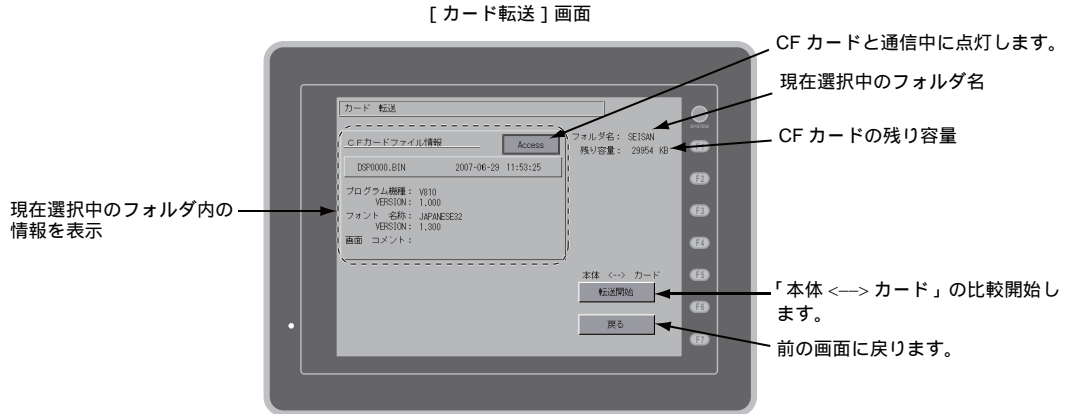 [ カード転送 ] 画面
CF カードと通信中に点灯します。
現在選択中のフォルダ名
CF カードの残り容量
現在選択中のフォルダ内の
情報を表示
カード 転送
CFカードファイル情報
Access
フォルダ名： SEISAN
残り容量： 29954 KB
DSP0000.BIN 2007-06-29 11:53:25
プログラム機種： V810
VERSION： 1.000
フォント 名称： JAPANESE32
VERSION： 1.300
画面 コメント：
本体 <--> カード
転送開始
戻る
SYSTEM
F1
F2
F3
F4
F5
F6
F7
「本体 <--> カード」の比較開始し
ます。
前の画面に戻ります。